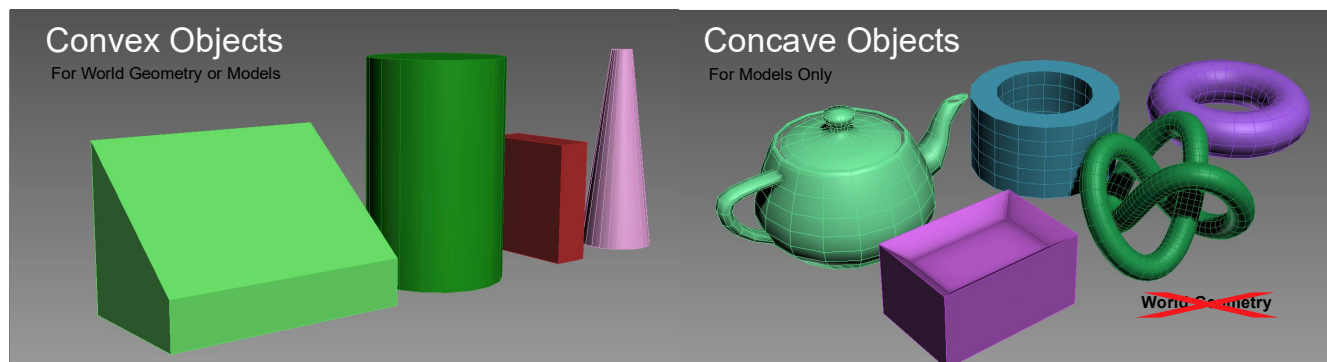 Convex Objects
For World Geometry or Models
Concave Objects
For Models Only
World Geometry